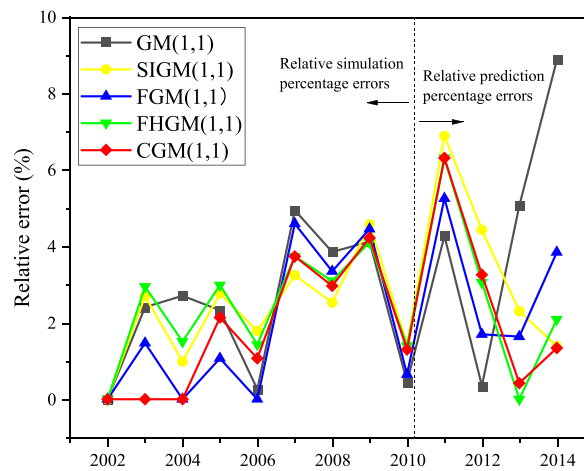 10
8
6
4
2
0
Relative error (%)
GM(1,1)
SIGM(1,1)
FGM(1,1)
FHGM(1,1)
CGM(1,1)
Relative simulation
percentage errors
Relative prediction
percentage errors
2002 2004 2006 2008 2010 2012 2014